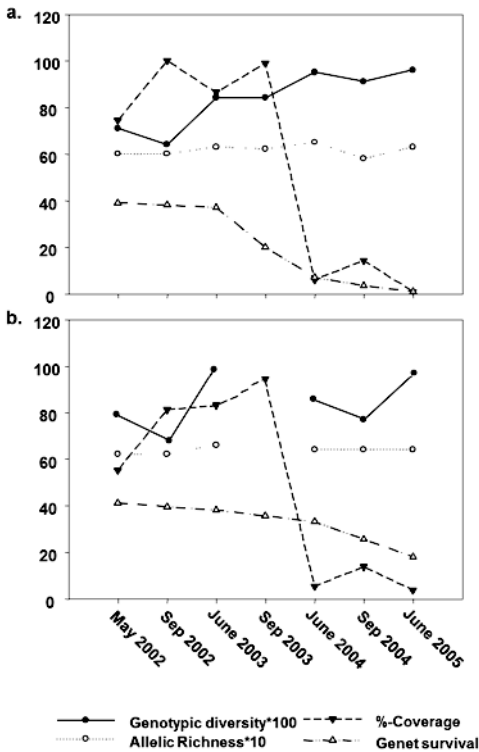 a.
120
100
80
60
40
20
0
b.
120
100
80
60
40
20
0
May 2002
Sep 2002
June 2003
Sep 2003
June 2004
Sep 2004
June 2005
Genotypic diversity*100 %-Coverage
Allelic Richness*10 Genet survival